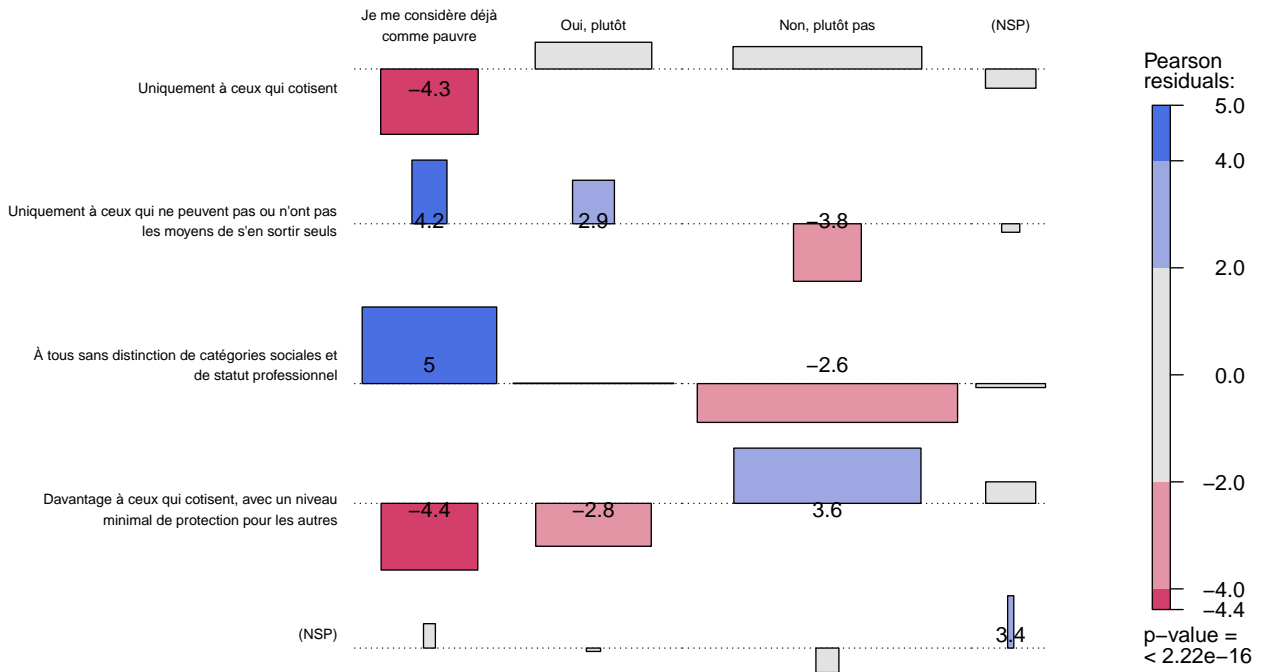 Je me considère déjà
comme pauvre
Oui, plutôt
Non, plutôt pas
(NSP)
Uniquement à ceux qui cotisent
−4.3
Uniquement à ceux qui ne peuvent pas ou n'ont pas
les moyens de s'en sortir seuls
4.2
2.9
−3.8
À tous sans distinction de catégories sociales et
de statut professionnel
5
−2.6
Davantage à ceux qui cotisent, avec un niveau
minimal de protection pour les autres
−4.4
−2.8
3.6
(NSP)
3.4
Pearson
residuals:
5.0
4.0
2.0
0.0
−2.0
−4.0
−4.4
p−value =
< 2.22e−16